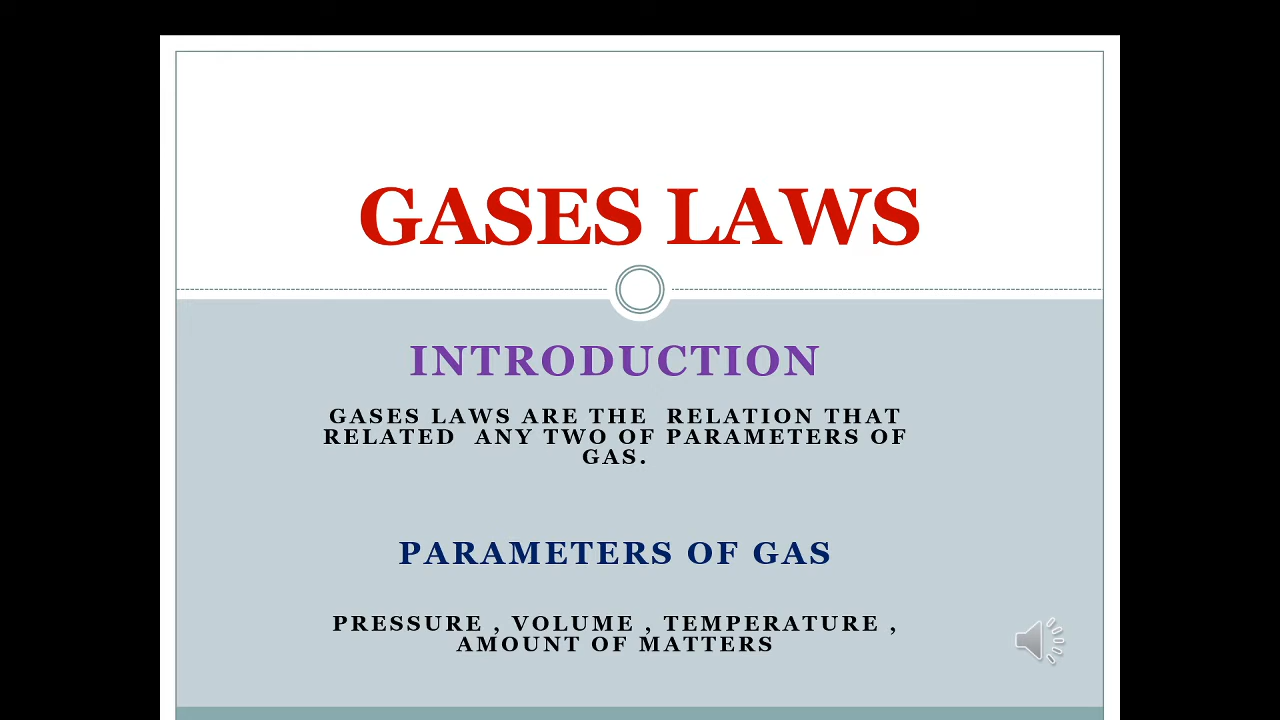 GASES LAWS
INTRODUCTION
GASES LAWS ARE THE RELATION THAT
RELATED ANY TWO OF PARAMETERS OF
GAS.
PARAMETERS OF GAS
PRESSURE , VOLUME , TEMPERATURE ,
AMOUNT OF MATTERS